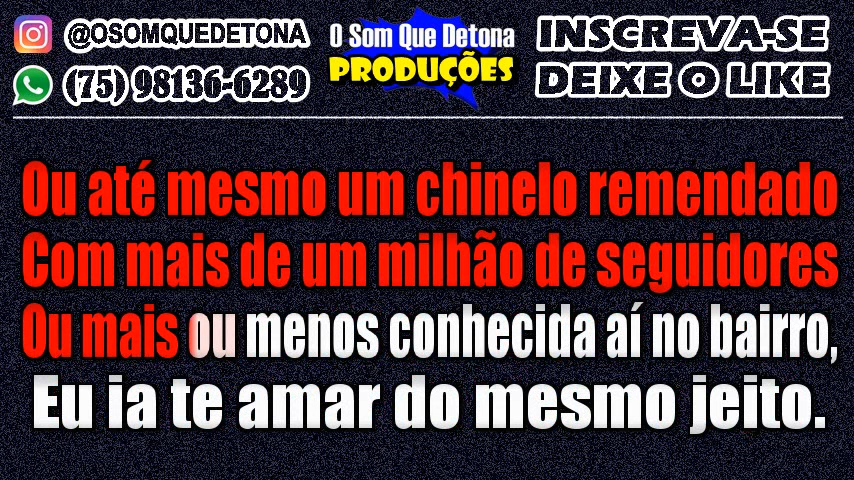 @OSOMQUEDETONA
(75) 98136-6289
O Som Que Detona
PRODUÇÕES
INSCREVA-SE
DEIXE O LIKE
Ou até mesmo um chinelo remendado
Com mais de um milhão de seguidores
Ou mais ou menos conhecida aí no bairro,
Eu ia te amar do mesmo jeito.